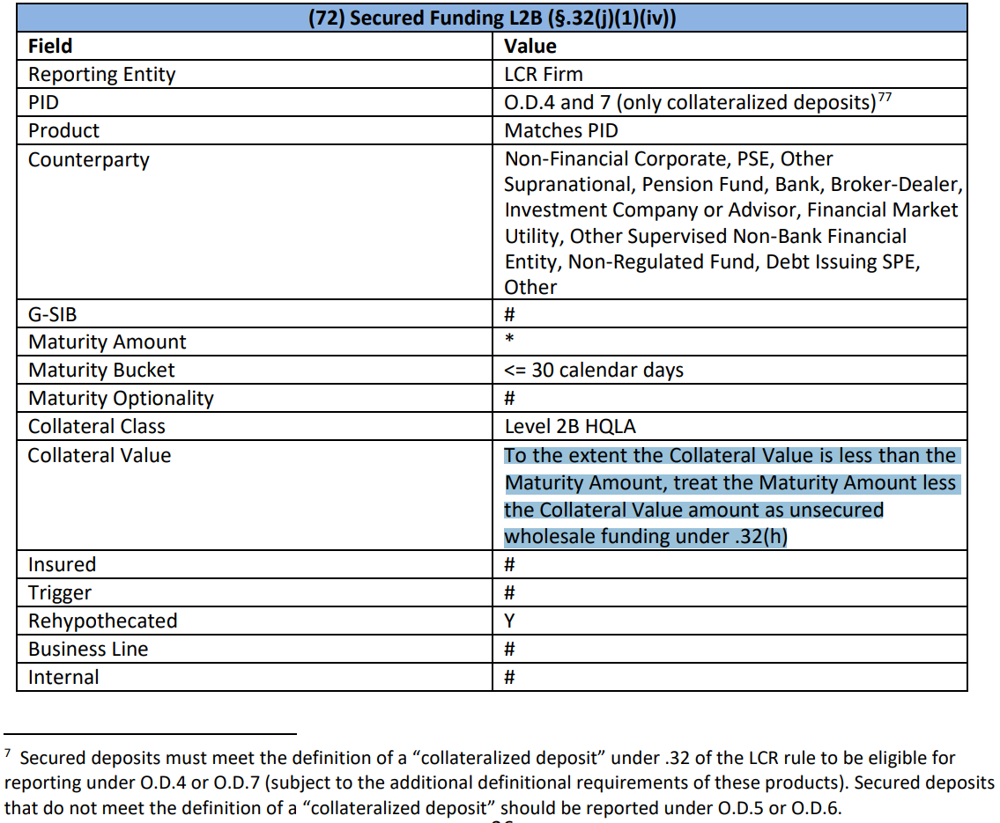 (72) Secured Funding L2B (§.32(j)(1)(iv))
Field Value
Reporting Entity LCR Firm
PID O.D.4 and 7 (only collateralized deposits)77
Product Matches PID
Counterparty Non-Financial Corporate, PSE, Other
Supranational, Pension Fund, Bank, Broker-Dealer,
Investment Company or Advisor, Financial Market
Utility, Other Supervised Non-Bank Financial
Entity, Non-Regulated Fund, Debt Issuing SPE,
Other
G-SIB #
Maturity Amount *
Maturity Bucket <= 30 calendar days
Maturity Optionality #
Collateral Class Level 2B HQLA
Collateral Value To the extent the Collateral Value is less than the
Maturity Amount, treat the Maturity Amount less
the Collateral Value amount as unsecured
wholesale funding under .32(h)
Insured #
Trigger #
Rehypothecated Y
Business Line #
Internal #
7 Secured deposits must meet the definition of a “collateralized deposit” under .32 of the LCR rule to be eligible for
reporting under O.D.4 or O.D.7 (subject to the additional definitional requirements of these products). Secured deposits
that do not meet the definition of a “collateralized deposit” should be reported under O.D.5 or O.D.6.